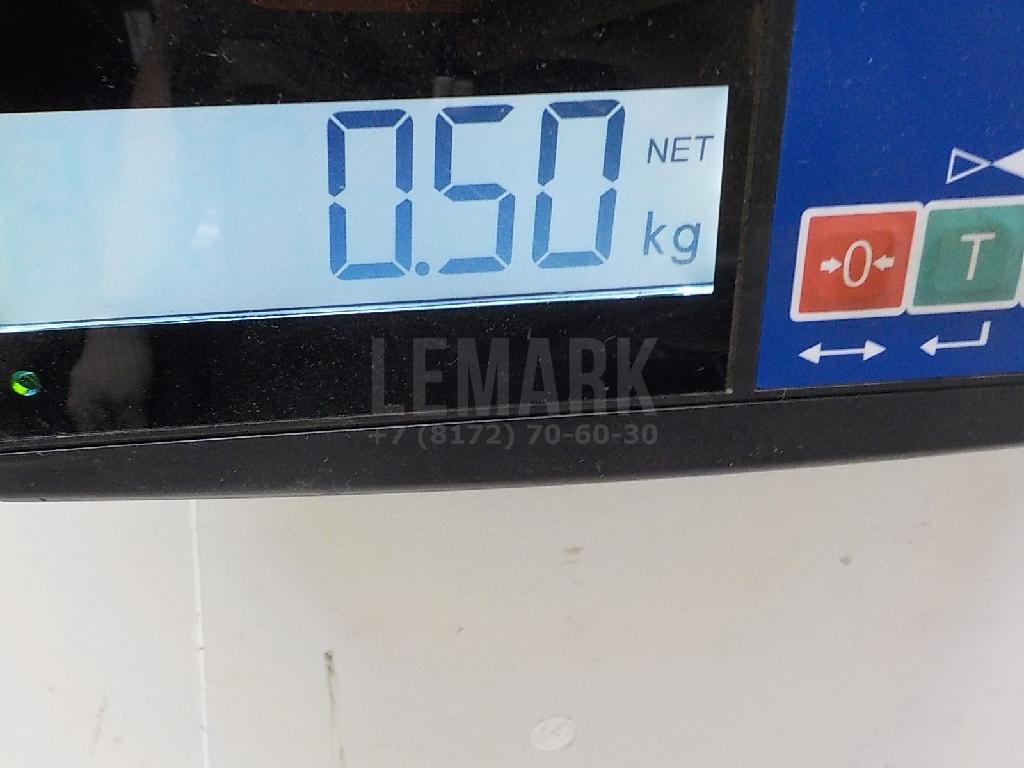 0.50 NET
kg
→0← T
LEMARK
+7 (8172) 70-60-30